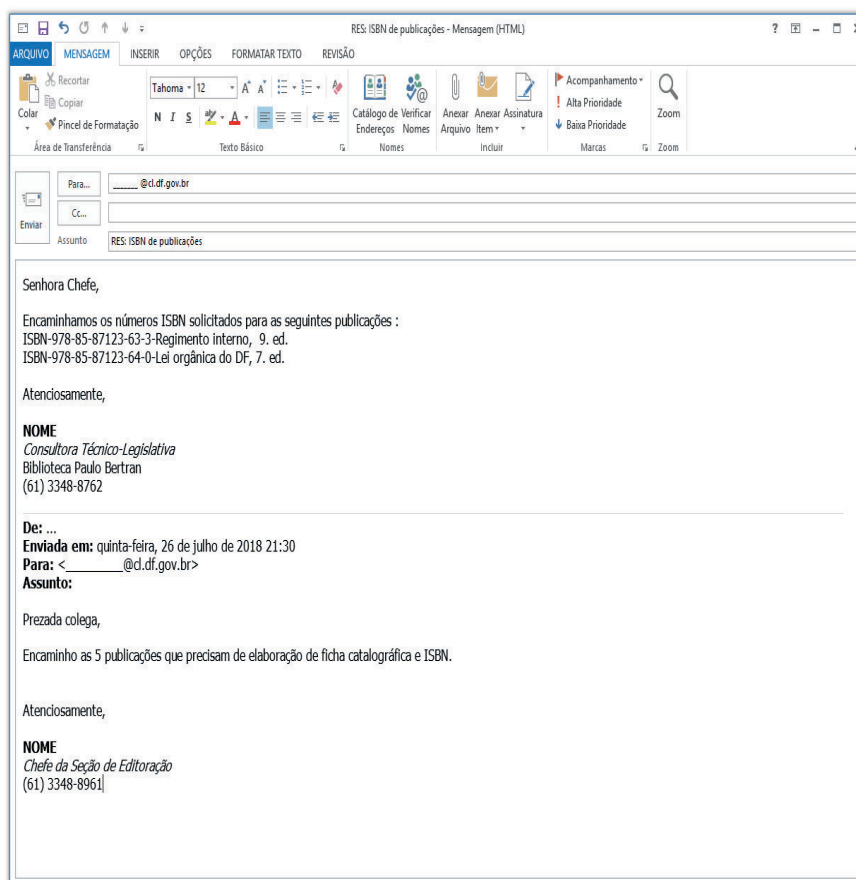 RES: ISBN de publicações - Mensagem (HTML)
ARQUIVO MENSAGEM INSERIR OPÇÕES FORMATAR TEXTO REVISÃO
Colar
Recortar
Copiar
Pincel de Formatação
Área de Transferência
Tahoma 12
N I S
Texto Básico
Catálogo de Endereços
Verificar Nomes
Nomes
Anexar Arquivo
Anexar Item
Assinatura
Incluir
Acompanhamento
Alta Prioridade
Baixa Prioridade
Marcas
Zoom
Zoom
Enviar
Para... ______ @cl.df.gov.br
Cc...
Assunto RES: ISBN de publicações
Senhora Chefe,
Encaminhamos os números ISBN solicitados para as seguintes publicações :
ISBN-978-85-87123-63-3-Regimento interno, 9. ed.
ISBN-978-85-87123-64-0-Lei orgânica do DF, 7. ed.
Atenciosamente,
NOME
Consultora Técnico-Legislativa
Biblioteca Paulo Bertran
(61) 3348-8762
De: ...
Enviada em: quinta-feira, 26 de julho de 2018 21:30
Para: <________@cl.df.gov.br>
Assunto:
Prezada colega,
Encaminho as 5 publicações que precisam de elaboração de ficha catalográfica e ISBN.
Atenciosamente,
NOME
Chefe da Seção de Editoração
(61) 3348-8961